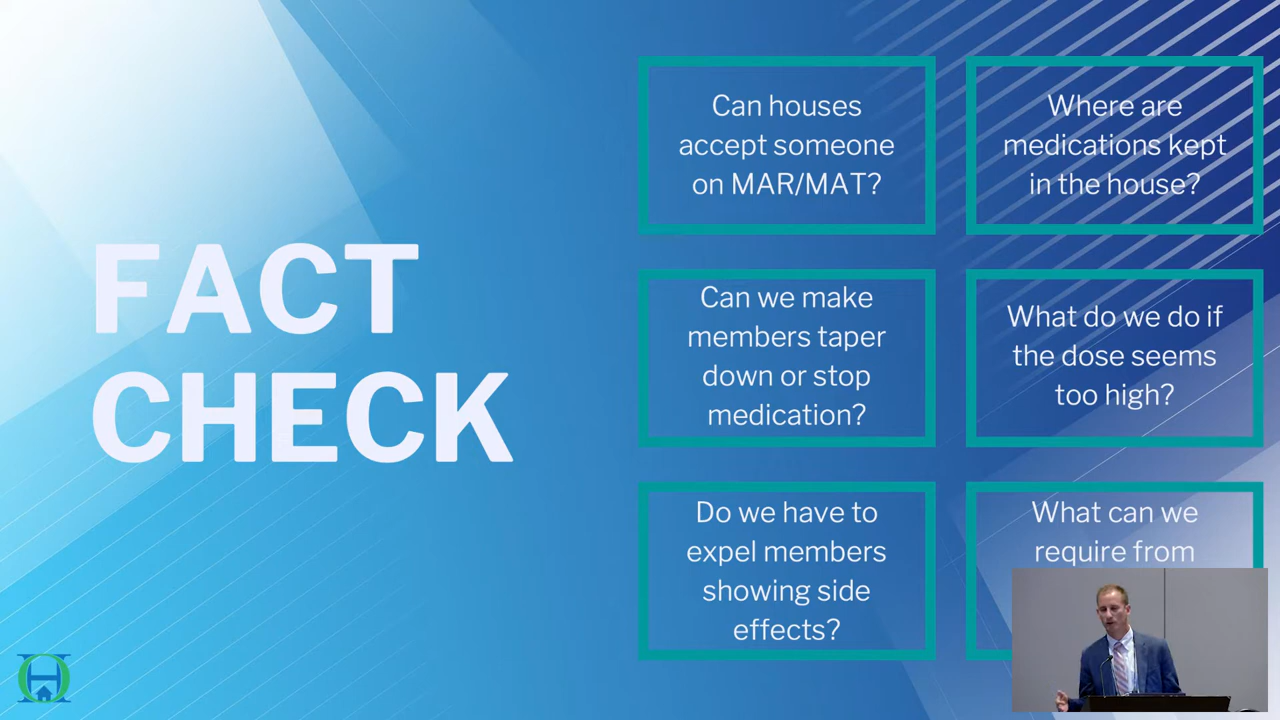 FACT
CHECK
Can houses
accept someone
on MAR/MAT?
Where are
medications kept
in the house?
Can we make
members taper
down or stop
medication?
What do we do if
the dose seems
too high?
Do we have to
expel members
showing side
effects?
What can we
require from